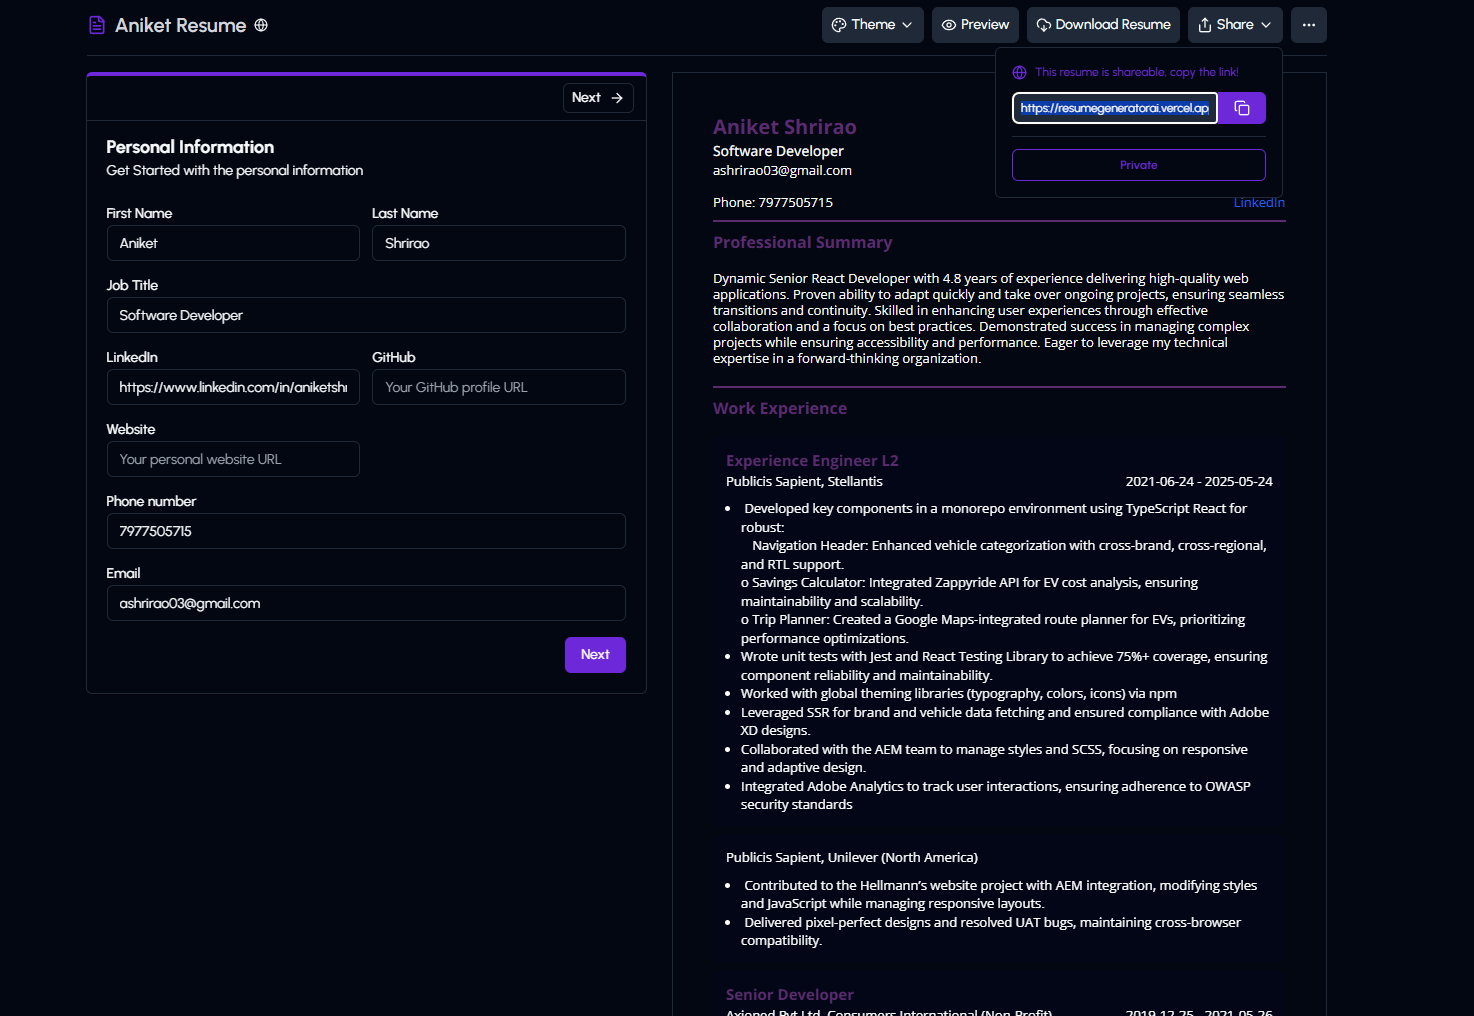 Aniket Resume
Theme
Preview
Download Resume
Share
This resume is shareable, copy the link!
https://resumegeneratorai.vercel.ap
Private
Next
Personal Information
Get Started with the personal information
First Name
Last Name
Aniket
Shrirao
Job Title
Software Developer
LinkedIn
GitHub
https://www.linkedin.com/in/aniketshr
Your GitHub profile URL
Website
Your personal website URL
Phone number
7977505715
Email
ashrirao03@gmail.com
Next
Aniket Shrirao
Software Developer
ashrirao03@gmail.com
Phone: 7977505715
LinkedIn
Professional Summary
Dynamic Senior React Developer with 4.8 years of experience delivering high-quality web
applications. Proven ability to adapt quickly and take over ongoing projects, ensuring seamless
transitions and continuity. Skilled in enhancing user experiences through effective
collaboration and a focus on best practices. Demonstrated success in managing complex
projects while ensuring accessibility and performance. Eager to leverage my technical
expertise in a forward-thinking organization.
Work Experience
Experience Engineer L2
Publicis Sapient, Stellantis
2021-06-24 - 2025-05-24
• Developed key components in a monorepo environment using TypeScript React for
robust:
Navigation Header: Enhanced vehicle categorization with cross-brand, cross-regional,
and RTL support.
o Savings Calculator: Integrated Zappyride API for EV cost analysis, ensuring
maintainability and scalability.
o Trip Planner: Created a Google Maps-integrated route planner for EVs, prioritizing
performance optimizations.
• Wrote unit tests with Jest and React Testing Library to achieve 75%+ coverage, ensuring
component reliability and maintainability.
• Worked with global theming libraries (typography, colors, icons) via npm
• Leveraged SSR for brand and vehicle data fetching and ensured compliance with Adobe
XD designs.
• Collaborated with the AEM team to manage styles and SCSS, focusing on responsive
and adaptive design.
• Integrated Adobe Analytics to track user interactions, ensuring adherence to OWASP
security standards
Publicis Sapient, Unilever (North America)
• Contributed to the Hellmann’s website project with AEM integration, modifying styles
and JavaScript while managing responsive layouts.
• Delivered pixel-perfect designs and resolved UAT bugs, maintaining cross-browser
compatibility.
Senior Developer
Axioned Pvt Ltd, Consumers International (Non Profit)
2019-12-25 - 2021-05-26